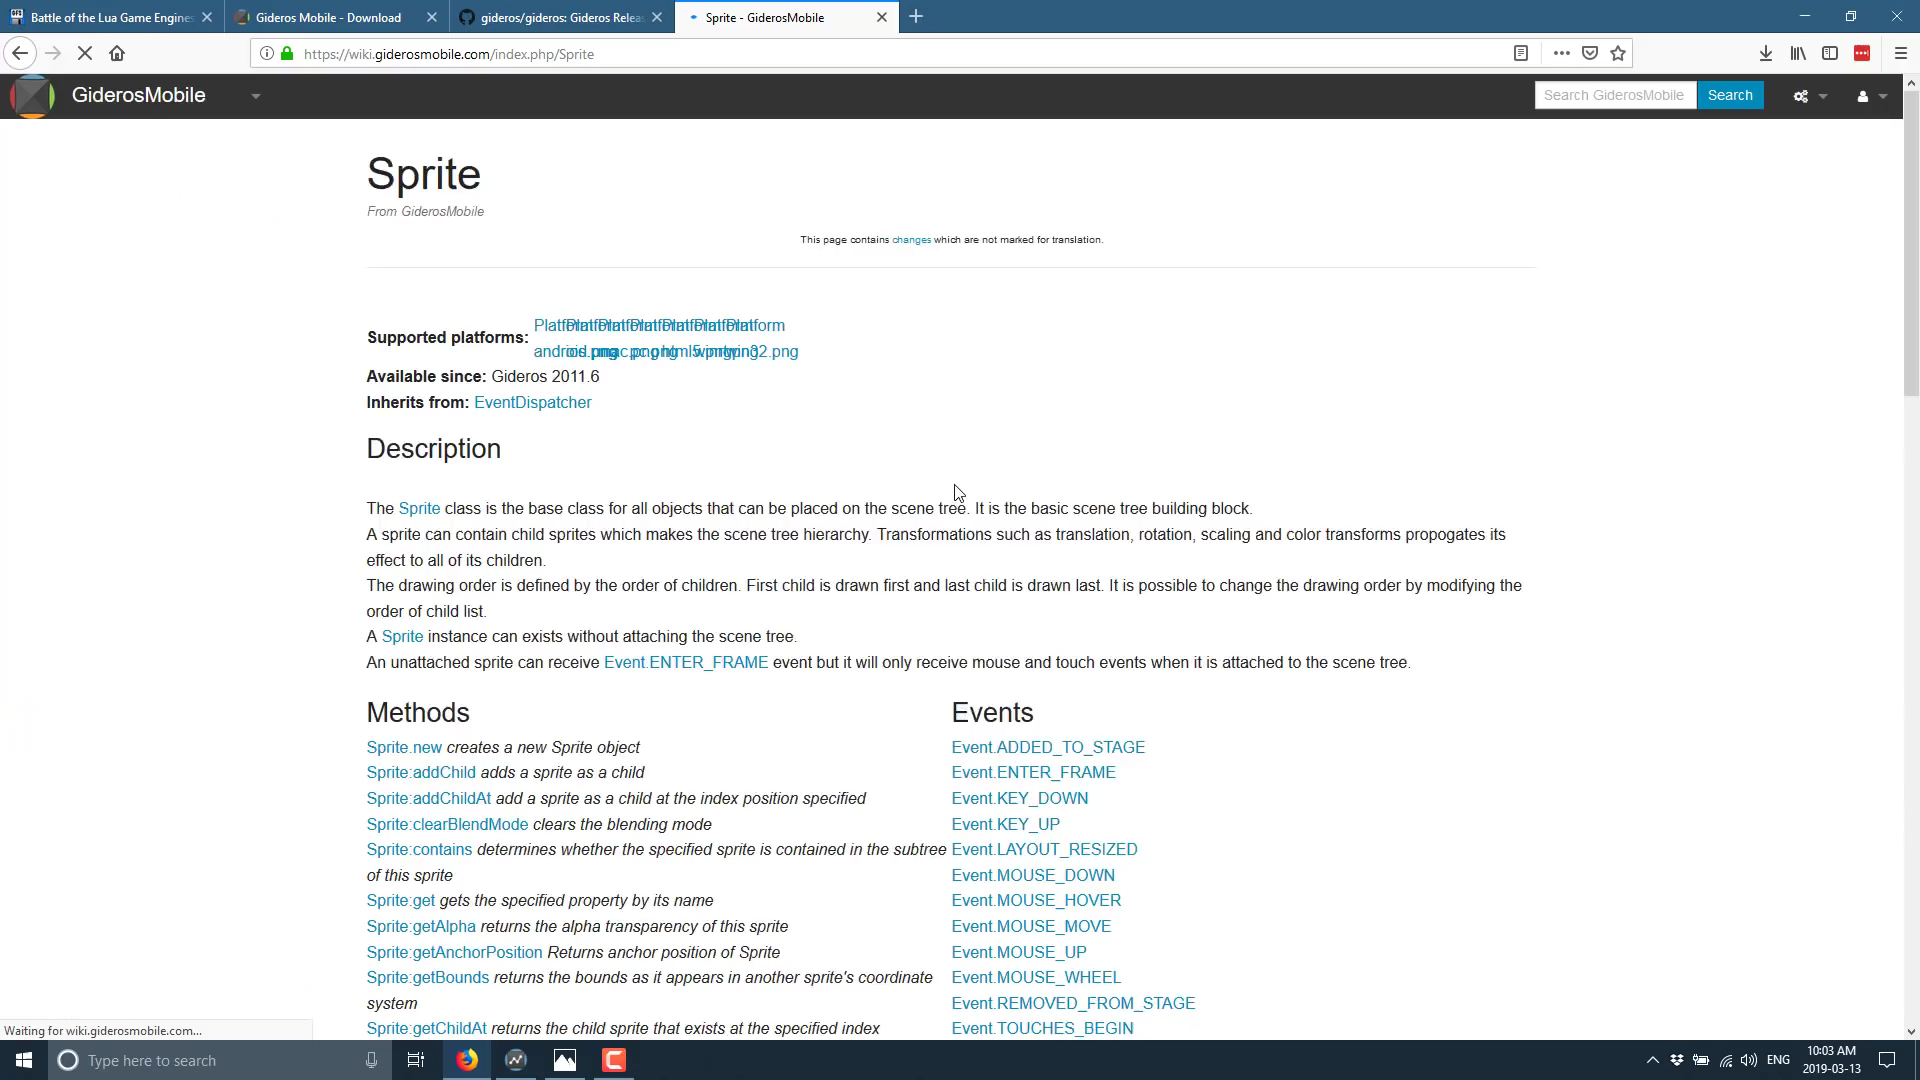 Battle of the Lua Game Engines
Gideros Mobile - Download
gideros/gideros: Gideros Relea
Sprite - GiderosMobile
https://wiki.giderosmobile.com/index.php/Sprite
GiderosMobile
Search GiderosMobile
Search
Sprite
From GiderosMobile
This page contains changes which are not marked for translation.
Supported platforms:
Platform
android.png
win32.png
Available since: Gideros 2011.6
Inherits from: EventDispatcher
Description
The Sprite class is the base class for all objects that can be placed on the scene tree. It is the basic scene tree building block.
A sprite can contain child sprites which makes the scene tree hierarchy. Transformations such as translation, rotation, scaling and color transforms propogates its
effect to all of its children.
The drawing order is defined by the order of children. First child is drawn first and last child is drawn last. It is possible to change the drawing order by modifying the
order of child list.
A Sprite instance can exists without attaching the scene tree.
An unattached sprite can receive Event.ENTER_FRAME event but it will only receive mouse and touch events when it is attached to the scene tree.
Methods
Sprite.new creates a new Sprite object
Sprite:addChild adds a sprite as a child
Sprite:addChildAt add a sprite as a child at the index position specified
Sprite:clearBlendMode clears the blending mode
Sprite:contains determines whether the specified sprite is contained in the subtree
of this sprite
Sprite:get gets the specified property by its name
Sprite:getAlpha returns the alpha transparency of this sprite
Sprite:getAnchorPosition Returns anchor position of Sprite
Sprite:getBounds returns the bounds as it appears in another sprite's coordinate
system
Sprite:getChildAt returns the child sprite that exists at the specified index
Events
Event.ADDED_TO_STAGE
Event.ENTER_FRAME
Event.KEY_DOWN
Event.KEY_UP
Event.LAYOUT_RESIZED
Event.MOUSE_DOWN
Event.MOUSE_HOVER
Event.MOUSE_MOVE
Event.MOUSE_UP
Event.MOUSE_WHEEL
Event.REMOVED_FROM_STAGE
Event.TOUCHES_BEGIN
Waiting for wiki.giderosmobile.com...
Type here to search
ENG
10:03 AM
2019-03-13